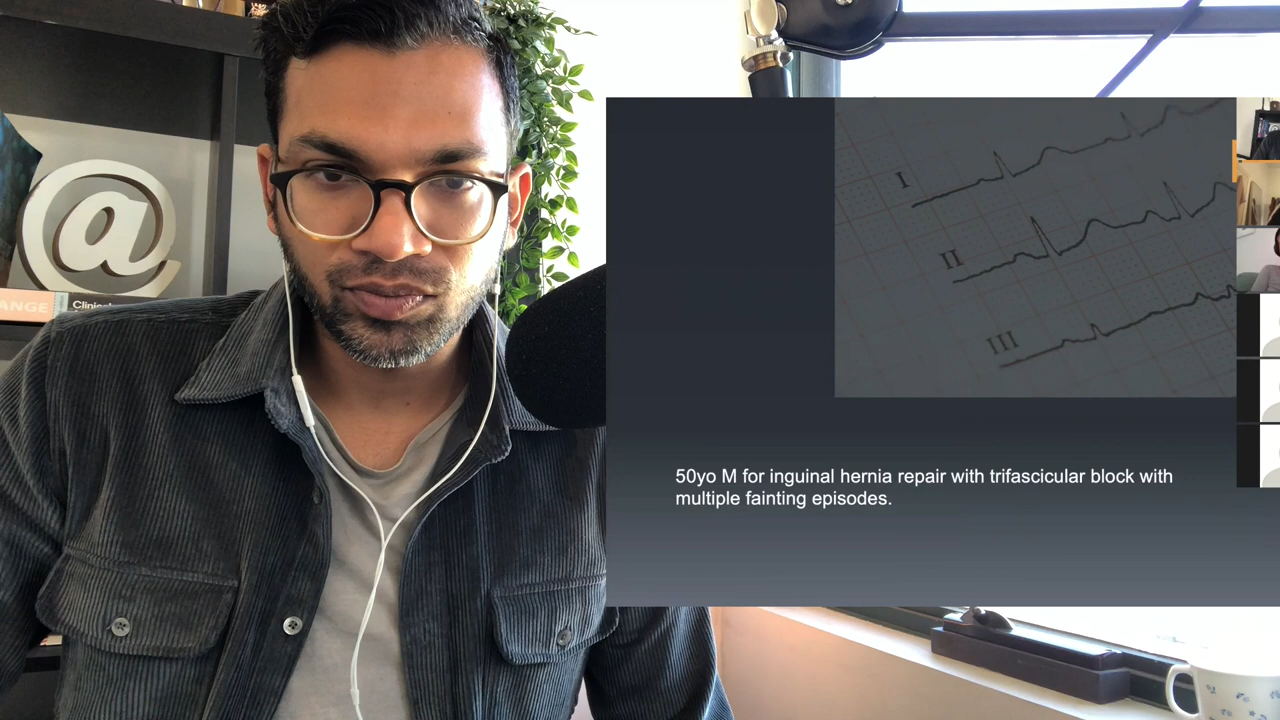 @
ANGE
Clinic
I
II
III
50yo M for inguinal hernia repair with trifascicular block with
multiple fainting episodes.